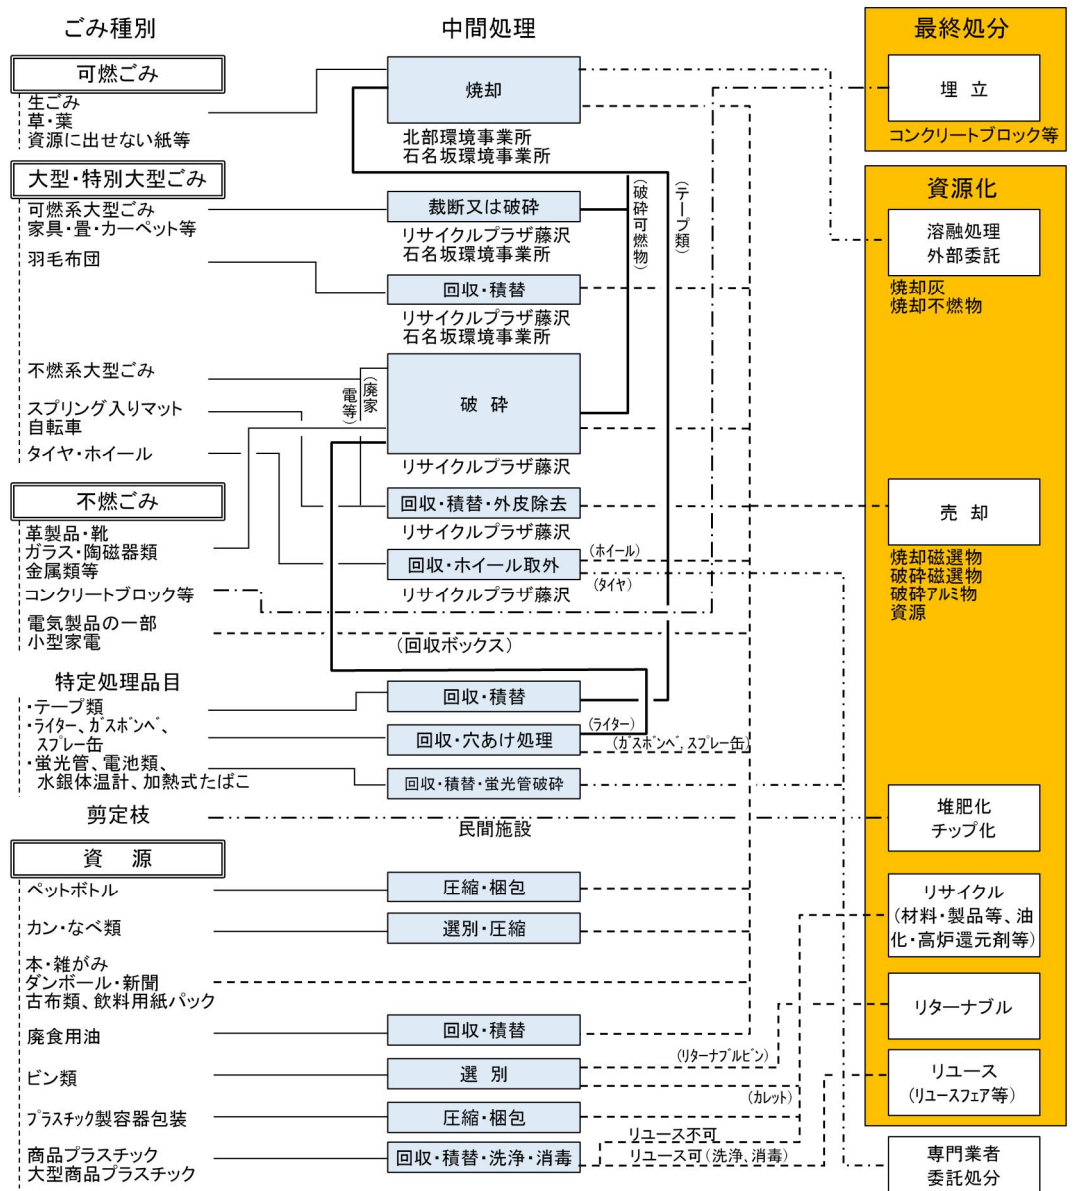 ごみ種別
中間処理
最終処分
可燃ごみ
生ごみ
草・葉
資源に出せない紙等
焼却
北部環境事業所
石名坂環境事業所
埋 立
コンクリートブロック等
大型・特別大型ごみ
可燃系大型ごみ
家具・畳・カーペット等
裁断又は破砕
リサイクルプラザ藤沢
石名坂環境事業所
(破砕可燃物)
(テープ類)
資源化
溶融処理
外部委託
焼却灰
焼却不燃物
羽毛布団
回収・積替
リサイクルプラザ藤沢
石名坂環境事業所
不燃系大型ごみ
(廃家
電等)
破 砕
リサイクルプラザ藤沢
スプリング入りマット
自転車
タイヤ・ホイール
回収・積替・外皮除去
リサイクルプラザ藤沢
売 却
焼却磁選物
破砕磁選物
破砕アルミ物
資源
不燃ごみ
革製品・靴
ガラス・陶磁器類
金属類等
回収・ホイール取外
(ホイール)
(タイヤ)
リサイクルプラザ藤沢
コンクリートブロック等
電気製品の一部
小型家電
(回収ボックス)
特定処理品目
・テープ類
・ライター、ガスボンベ、
スプレー缶
・蛍光管、電池類、
水銀体温計、加熱式たばこ
回収・積替
回収・穴あけ処理
(ライター)
(ガスボンベ、スプレー缶)
回収・積替・蛍光管破砕
剪定枝
民間施設
堆肥化
チップ化
資 源
ペットボトル
圧縮・梱包
リサイクル
(材料・製品等、油
化・高炉還元剤等)
カン・なべ類
選別・圧縮
本・雑がみ
ダンボール・新聞
古布類、飲料用紙パック
リターナブル
廃食用油
回収・積替
ビン類
選 別
(リターナブルビン)
(カレット)
リユース
(リユースフェア等)
プラスチック製容器包装
圧縮・梱包
商品プラスチック
大型商品プラスチック
回収・積替・洗浄・消毒
リユース不可
リユース可(洗浄、消毒)
専門業者
委託処分